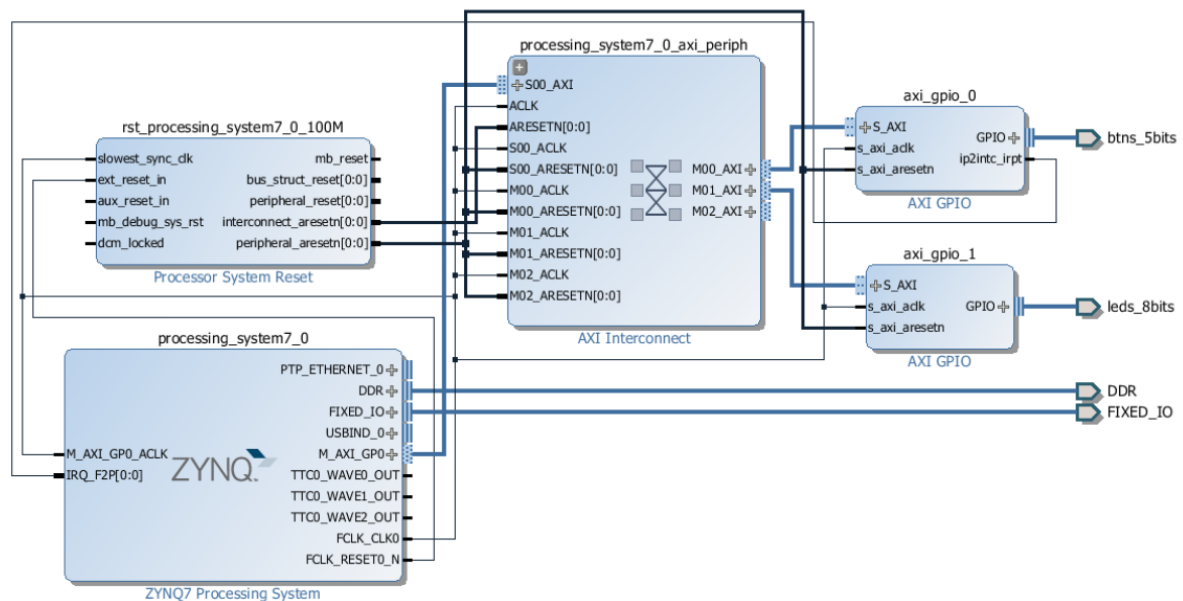 rst_processing_system7_0_100M
slowest_sync_clk
ext_reset_in
aux_reset_in
mb_debug_sys_rst
dcm_locked
mb_reset
bus_struct_reset[0:0]
peripheral_reset[0:0]
interconnect_aresetn[0:0]
peripheral_aresetn[0:0]
Processor System Reset
processing_system7_0
M_AXI_GP0_ACLK
IRQ_F2P[0:0]
ZYNQ
PTP_ETHERNET_0
DDR
FIXED_IO
USBIND_0
M_AXI_GP0
TTC0_WAVE0_OUT
TTC0_WAVE1_OUT
TTC0_WAVE2_OUT
FCLK_CLK0
FCLK_RESET0_N
ZYNQ7 Processing System
processing_system7_0_axi_periph
S00_AXI
ACLK
ARESETN[0:0]
S00_ACLK
S00_ARESETN[0:0]
M00_ACLK
M00_ARESETN[0:0]
M01_ACLK
M01_ARESETN[0:0]
M02_ACLK
M02_ARESETN[0:0]
M00_AXI
M01_AXI
M02_AXI
AXI Interconnect
axi_gpio_0
S_AXI
s_axi_aclk
s_axi_aresetn
GPIO
ip2intc_irpt
AXI GPIO
axi_gpio_1
S_AXI
s_axi_aclk
s_axi_aresetn
GPIO
AXI GPIO
btns_5bits
leds_8bits
DDR
FIXED_IO